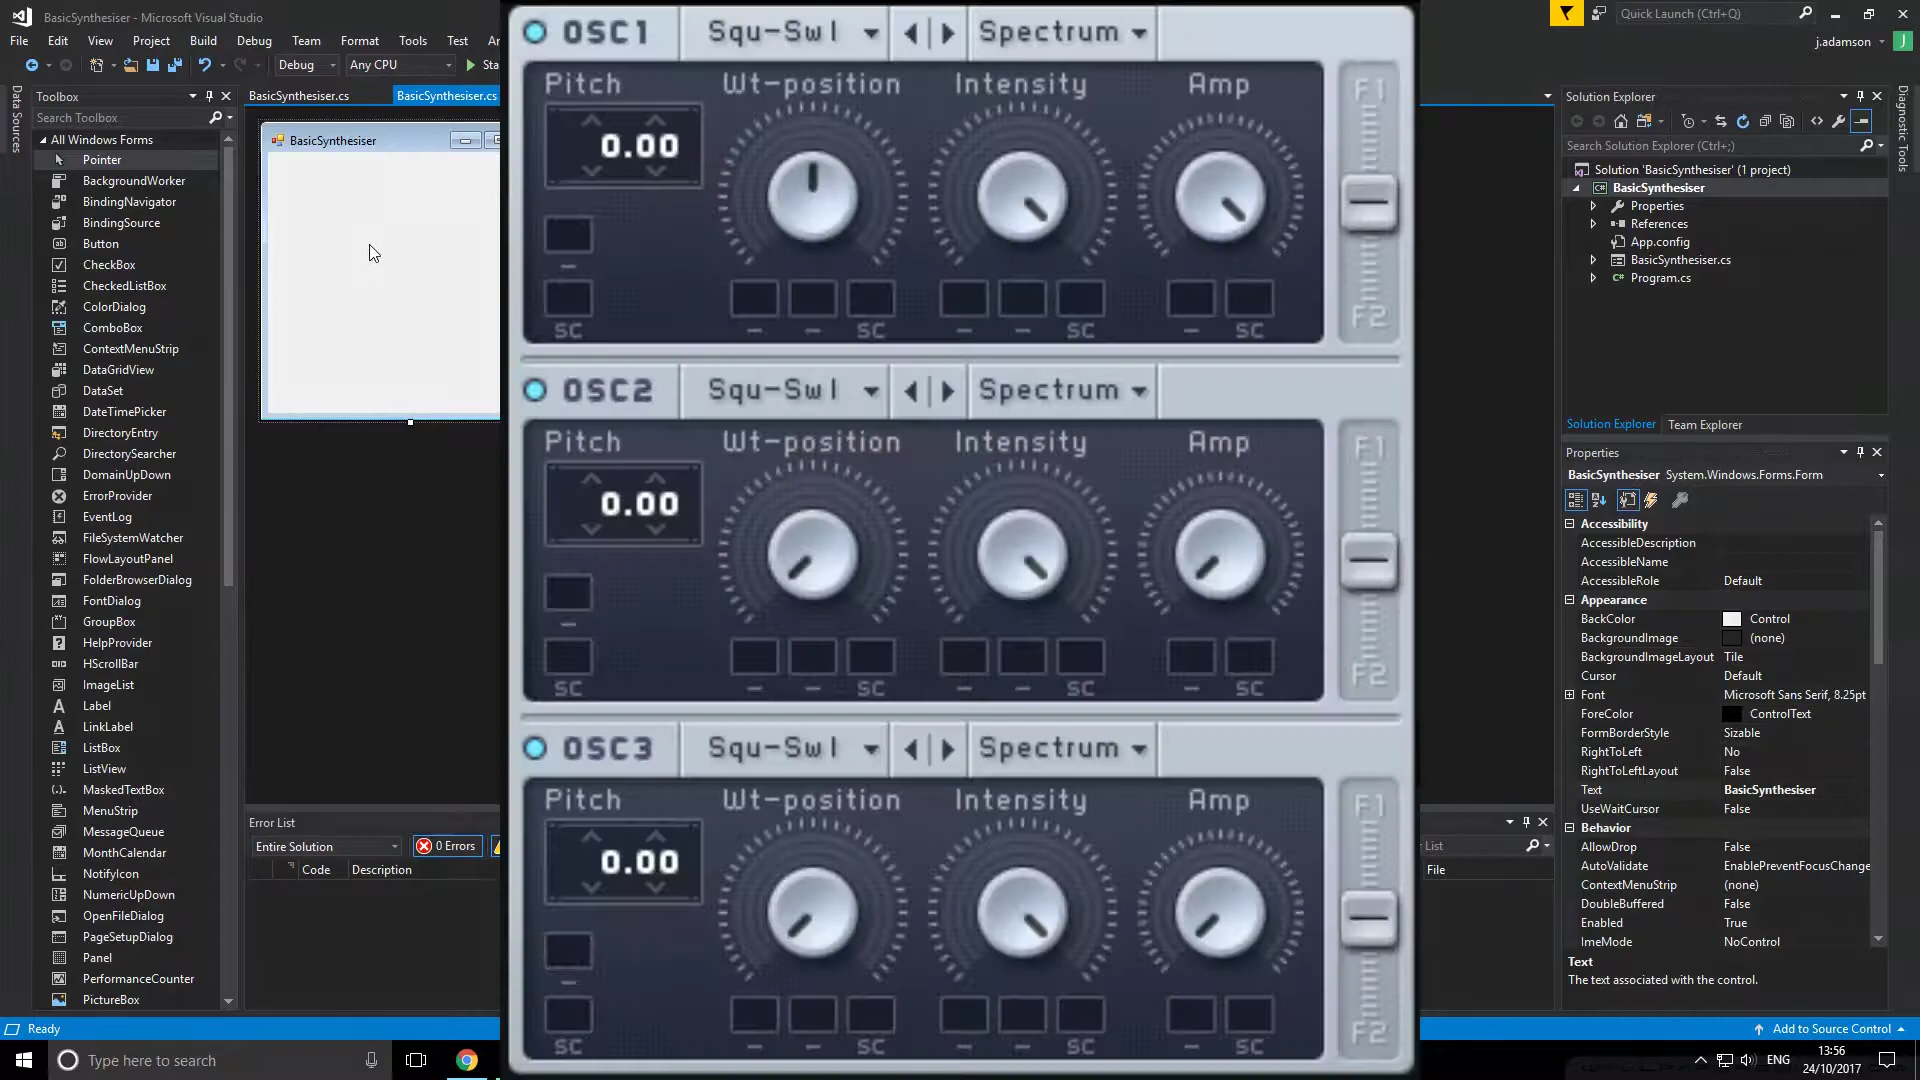 BasicSynthesiser - Microsoft Visual Studio
Quick Launch (Ctrl+Q)
File Edit View Project Build Debug Team Format Tools Test
j.adamson J
Debug Any CPU
Data Sources
Toolbox
Search Toolbox
All Windows Forms
Pointer
BackgroundWorker
BindingNavigator
BindingSource
Button
CheckBox
CheckedListBox
ColorDialog
ComboBox
ContextMenuStrip
DataGridView
DataSet
DateTimePicker
DirectoryEntry
DirectorySearcher
DomainUpDown
ErrorProvider
EventLog
FileSystemWatcher
FlowLayoutPanel
FolderBrowserDialog
FontDialog
GroupBox
HelpProvider
HScrollBar
ImageList
Label
LinkLabel
ListBox
ListView
MaskedTextBox
MenuStrip
MessageQueue
MonthCalendar
NotifyIcon
NumericUpDown
OpenFileDialog
PageSetupDialog
Panel
PerformanceCounter
PictureBox
BasicSynthesiser.cs BasicSynthesiser.cs
BasicSynthesiser
Error List
Entire Solution 0 Errors
Code Description
OSC1 Squ-Swl Spectrum
Pitch Wt-position Intensity Amp F1
0.00
SC – – SC – – SC – SC F2
–
OSC2 Squ-Swl Spectrum
Pitch Wt-position Intensity Amp F1
0.00
–
SC – – SC – – SC – SC F2
OSC3 Squ-Swl Spectrum
Pitch Wt-position Intensity Amp F1
0.00
–
SC – – SC – – SC – SC F2
List
File
Diagnostic Tools
Solution Explorer
Search Solution Explorer (Ctrl+;)
Solution 'BasicSynthesiser' (1 project)
BasicSynthesiser
Properties
References
App.config
BasicSynthesiser.cs
Program.cs
Solution Explorer Team Explorer
Properties
BasicSynthesiser System.Windows.Forms.Form
Accessibility
AccessibleDescription
AccessibleName
AccessibleRole Default
Appearance
BackColor Control
BackgroundImage (none)
BackgroundImageLayout Tile
Cursor Default
Font Microsoft Sans Serif, 8.25pt
ForeColor ControlText
FormBorderStyle Sizable
RightToLeft No
RightToLeftLayout False
Text BasicSynthesiser
UseWaitCursor False
Behavior
AllowDrop False
AutoValidate EnablePreventFocusChange
ContextMenuStrip (none)
DoubleBuffered False
Enabled True
ImeMode NoControl
Text
The text associated with the control.
Ready
Add to Source Control
Type here to search
ENG
13:56
24/10/2017